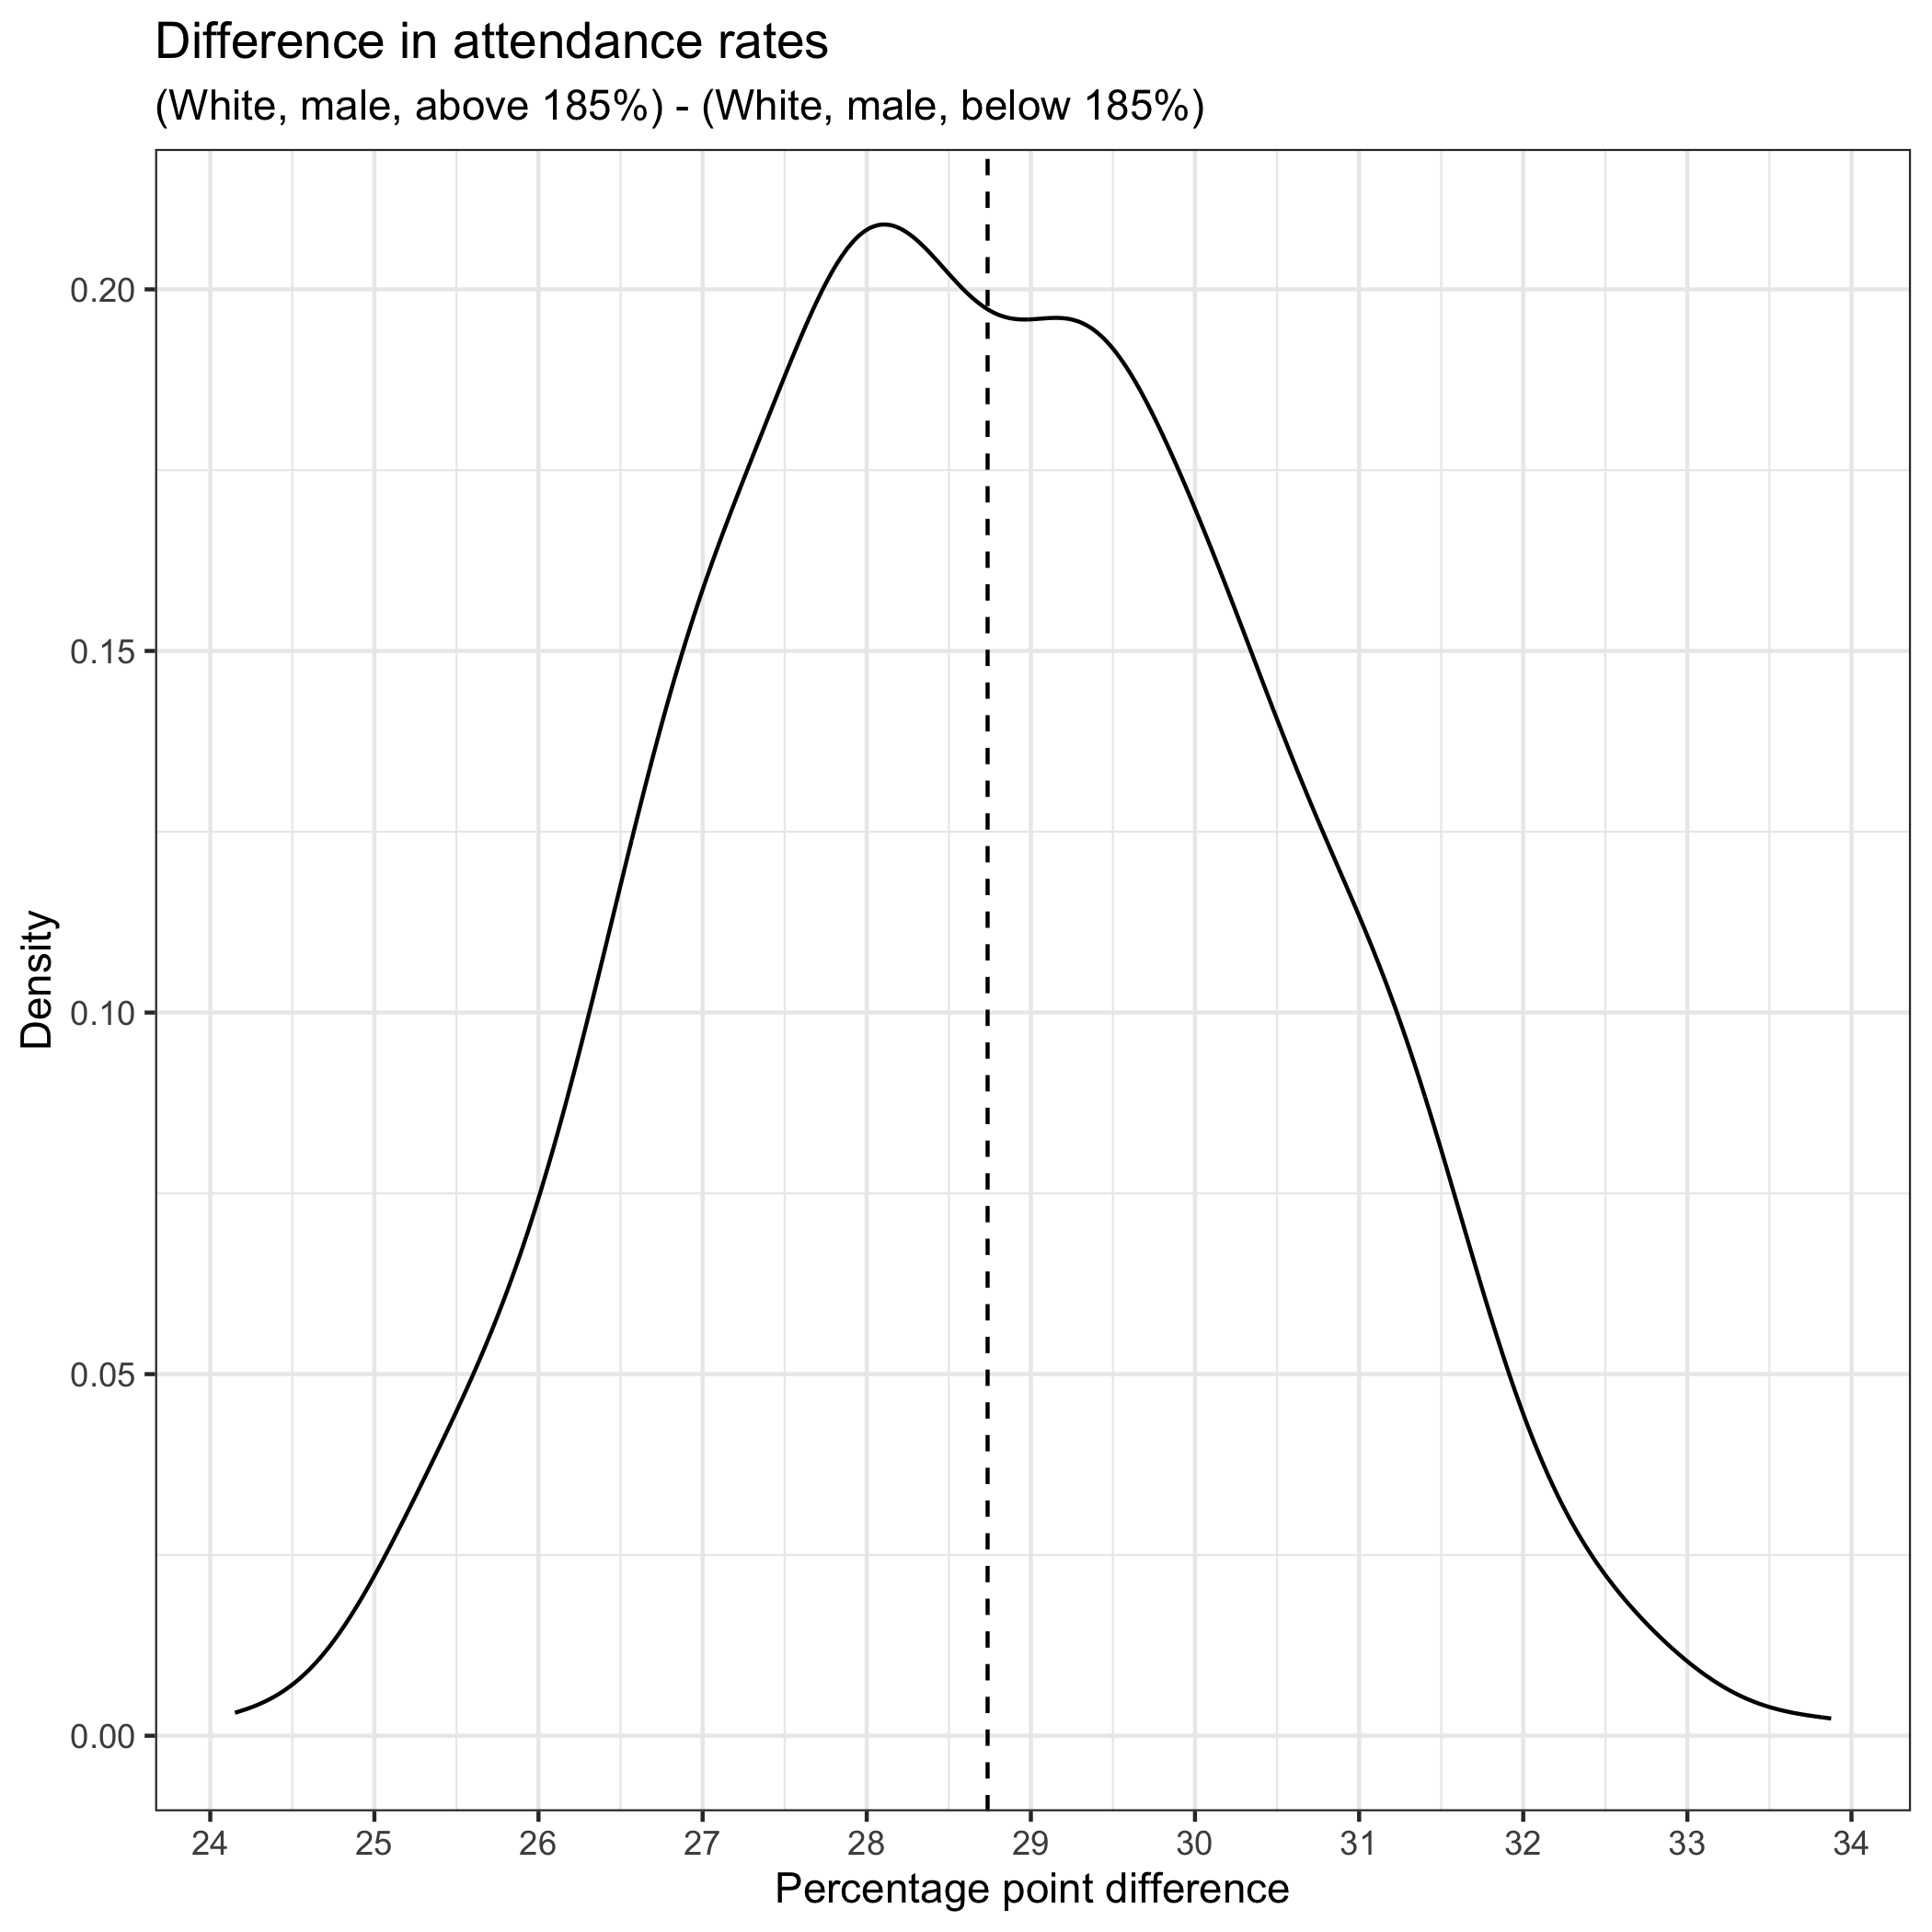 Difference in attendance rates
(White, male, above 185%) - (White, male, below 185%)
0.20
0.15
0.10
0.05
0.00
Density
24 25 26 27 28 29 30 31 32 33 34
Percentage point difference